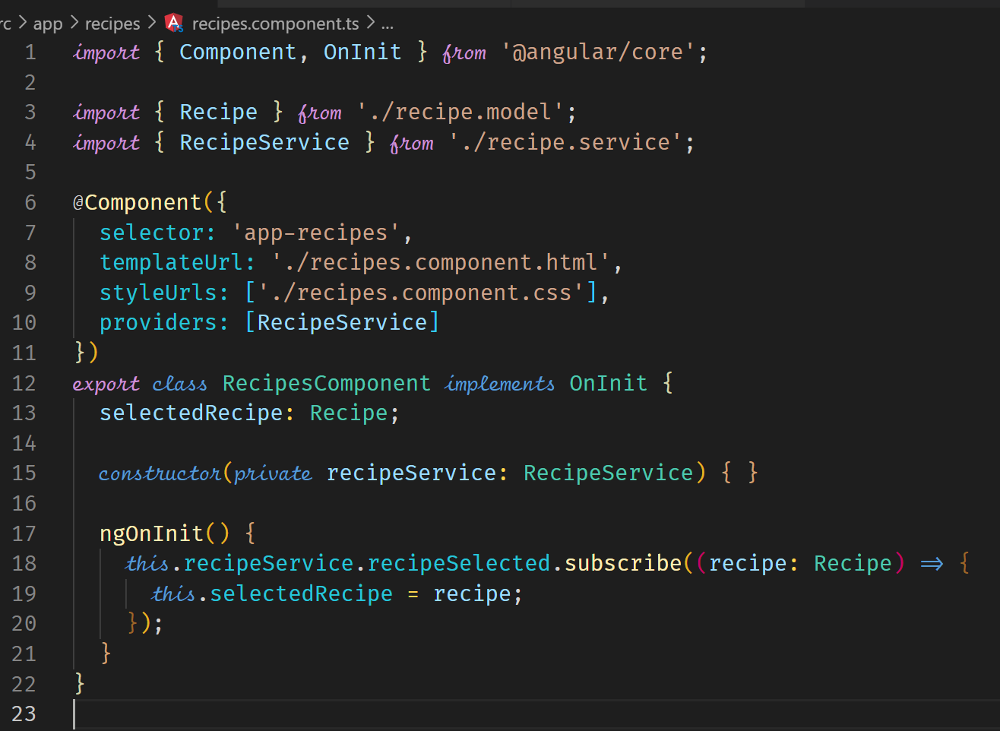 rc > app > recipes > recipes.component.ts > ...
1 import { Component, OnInit } from '@angular/core';
2
3 import { Recipe } from './recipe.model';
4 import { RecipeService } from './recipe.service';
5
6 @Component({
7 selector: 'app-recipes',
8 templateUrl: './recipes.component.html',
9 styleUrls: ['./recipes.component.css'],
10 providers: [RecipeService]
11 })
12 export class RecipesComponent implements OnInit {
13 selectedRecipe: Recipe;
14
15 constructor(private recipeService: RecipeService) { }
16
17 ngOnInit() {
18 this.recipeService.recipeSelected.subscribe((recipe: Recipe) => {
19 this.selectedRecipe = recipe;
20 });
21 }
22 }
23